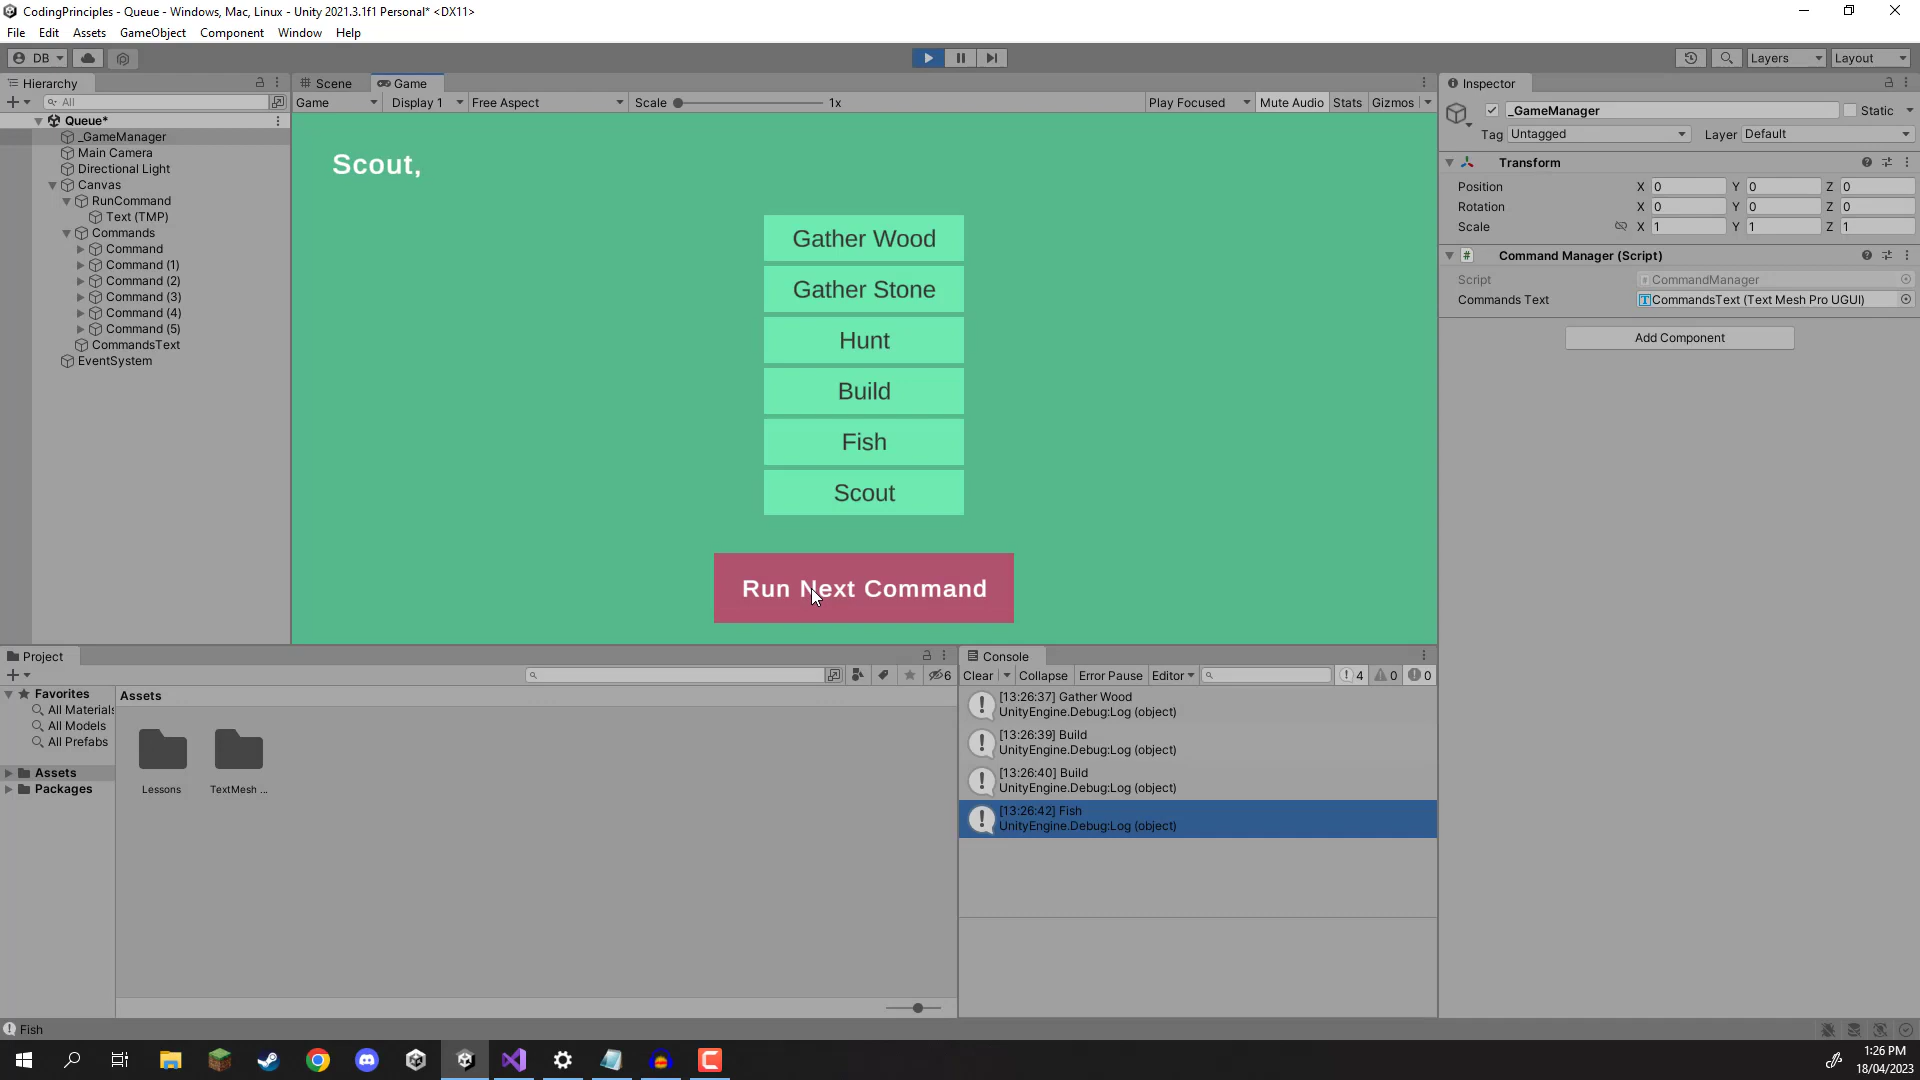 CodingPrinciples - Queue - Windows, Mac, Linux - Unity 2021.3.1f1 Personal* <DX11>
File Edit Assets GameObject Component Window Help
DB
Layers
Layout
Hierarchy
All
Queue*
_GameManager
Main Camera
Directional Light
Canvas
RunCommand
Text (TMP)
Commands
Command
Command (1)
Command (2)
Command (3)
Command (4)
Command (5)
CommandsText
EventSystem
Scene
Game
Game
Display 1
Free Aspect
Scale
1x
Play Focused
Mute Audio
Stats
Gizmos
Scout,
Gather Wood
Gather Stone
Hunt
Build
Fish
Scout
Run Next Command
Inspector
_GameManager
Static
Tag Untagged
Layer Default
Transform
Position X 0 Y 0 Z 0
Rotation X 0 Y 0 Z 0
Scale X 1 Y 1 Z 1
# Command Manager (Script)
Script CommandManager
Commands Text CommandsText (Text Mesh Pro UGUI)
Add Component
Project
6
Favorites
All Materials
All Models
All Prefabs
Assets
Packages
Assets
Lessons
TextMesh ...
Console
Clear Collapse Error Pause Editor 4 0 0
[13:26:37] Gather Wood
UnityEngine.Debug:Log (object)
[13:26:39] Build
UnityEngine.Debug:Log (object)
[13:26:40] Build
UnityEngine.Debug:Log (object)
[13:26:42] Fish
UnityEngine.Debug:Log (object)
Fish
1:26 PM
18/04/2023